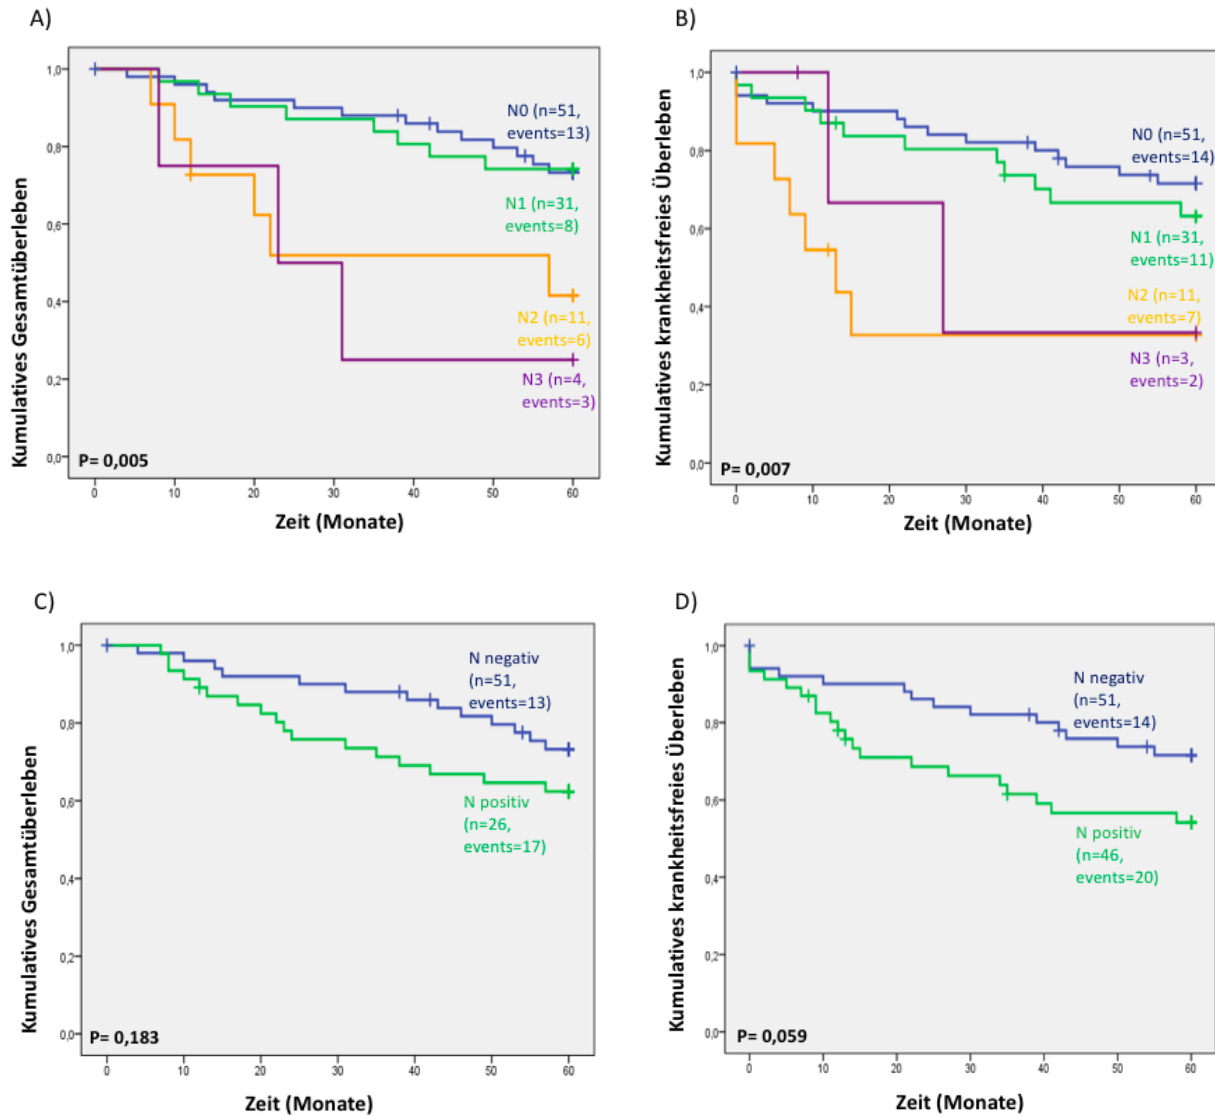 A)
Kumulatives Gesamtüberleben
1,0
0,8
0,6
0,4
0,2
0,0
N0 (n=51,
events=13)
N1 (n=31,
events=8)
N2 (n=11,
events=6)
N3 (n=4,
events=3)
P= 0,005
0 10 20 30 40 50 60
Zeit (Monate)
B)
Kumulatives krankheitsfreies Überleben
1,0
0,8
0,6
0,4
0,2
0,0
N0 (n=51,
events=14)
N1 (n=31,
events=11)
N2 (n=11,
events=7)
N3 (n=3,
events=2)
P= 0,007
0 10 20 30 40 50 60
Zeit (Monate)
C)
Kumulatives Gesamtüberleben
1,0
0,8
0,6
0,4
0,2
0,0
N negativ
(n=51,
events=13)
N positiv
(n=26,
events=17)
P= 0,183
0 10 20 30 40 50 60
Zeit (Monate)
D)
Kumulatives krankheitsfreies Überleben
1,0
0,8
0,6
0,4
0,2
0,0
N negativ
(n=51,
events=14)
N positiv
(n=46,
events=20)
P= 0,059
0 10 20 30 40 50 60
Zeit (Monate)